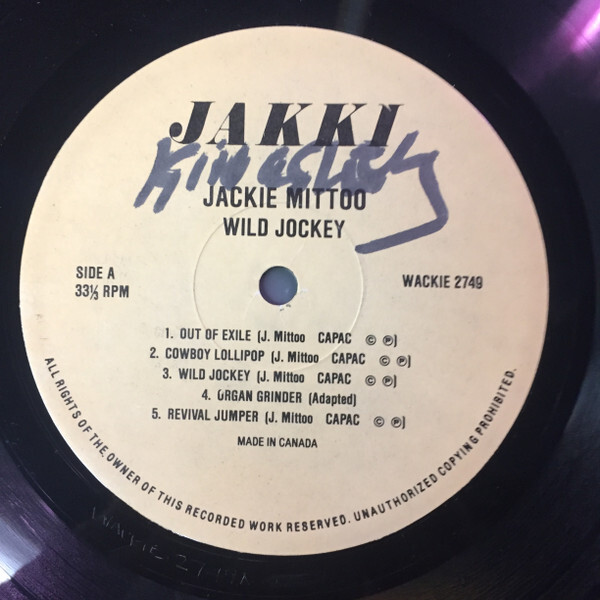 JAKKI
JACKIE MITTOO
WILD JOCKEY
SIDE A
33⅓ RPM
WACKIE 2749
1. OUT OF EXILE (J. Mittoo CAPAC © ℗)
2. COWBOY LOLLIPOP (J. Mittoo CAPAC © ℗)
3. WILD JOCKEY (J. Mittoo CAPAC © ℗)
4. ORGAN GRINDER (Adapted)
5. REVIVAL JUMPER (J. Mittoo CAPAC © ℗)
MADE IN CANADA
ALL RIGHTS OF THE OWNER OF THIS RECORDED WORK RESERVED. UNAUTHORIZED COPYING PROHIBITED.